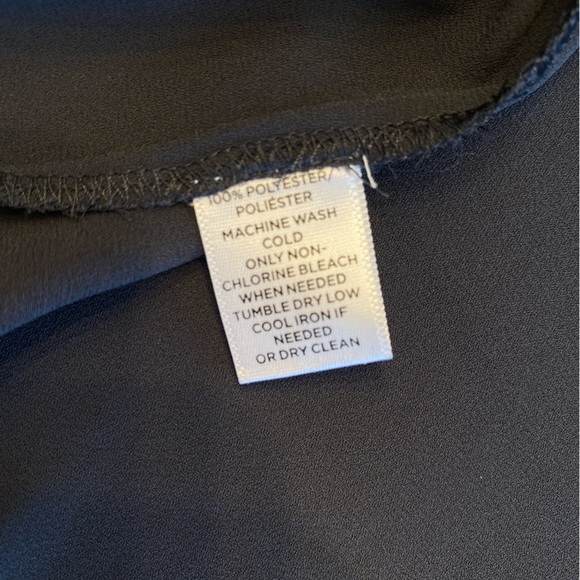 100% POLYESTER/
POLIÉSTER
MACHINE WASH
COLD
ONLY NON-
CHLORINE BLEACH
WHEN NEEDED
TUMBLE DRY LOW
COOL IRON IF
NEEDED
OR DRY CLEAN